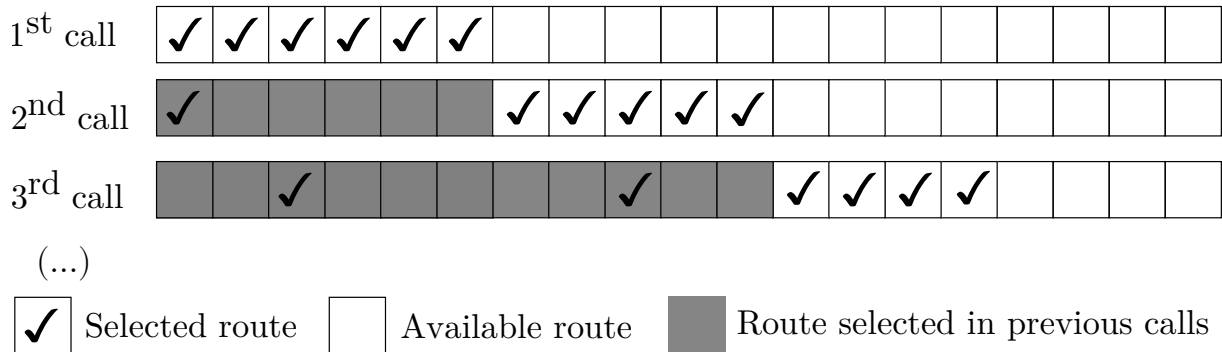 1st call
2nd call
3rd call
(...)
Selected route
Available route
Route selected in previous calls